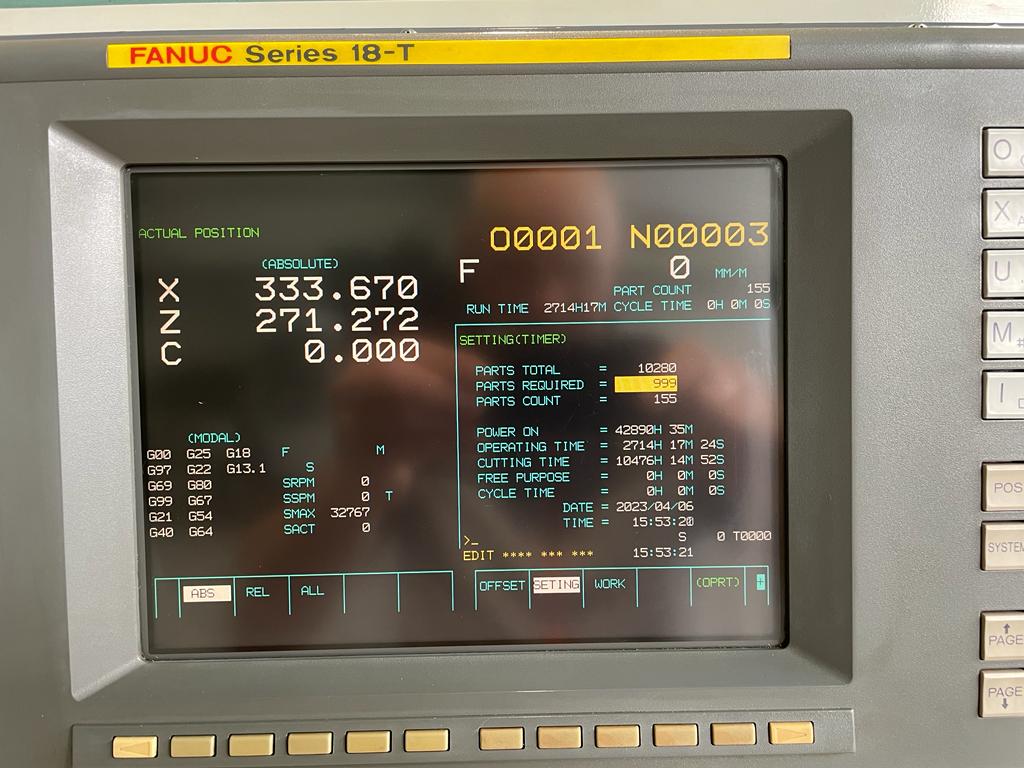 FANUC Series 18-T
ACTUAL POSITION
O0001 N00003
(ABSOLUTE)
X 333.670
Z 271.272
C 0.000
F 0 MM/M
PART COUNT 155
RUN TIME 2714H17M CYCLE TIME 0H 0M 0S
SETTING(TIMER)
PARTS TOTAL = 10280
PARTS REQUIRED = 999
PARTS COUNT = 155
POWER ON = 42890H 35M
OPERATING TIME = 2714H 17M 24S
CUTTING TIME = 10476H 14M 52S
FREE PURPOSE = 0H 0M 0S
CYCLE TIME = 0H 0M 0S
DATE = 2023/04/06
TIME = 15:53:20
(MODAL)
G00 G25 G18 F M
G97 G22 G13.1 S
G69 G80 SRPM 0
G99 G67 SSPM 0 T
G21 G54 SMAX 32767
G40 G64 SACT 0
>_
S 0 T0000
EDIT **** *** *** 15:53:21
ABS REL ALL
OFFSET SETING WORK (OPRT) +
O
X
U
M
I
POS
SYSTEM
PAGE
PAGE